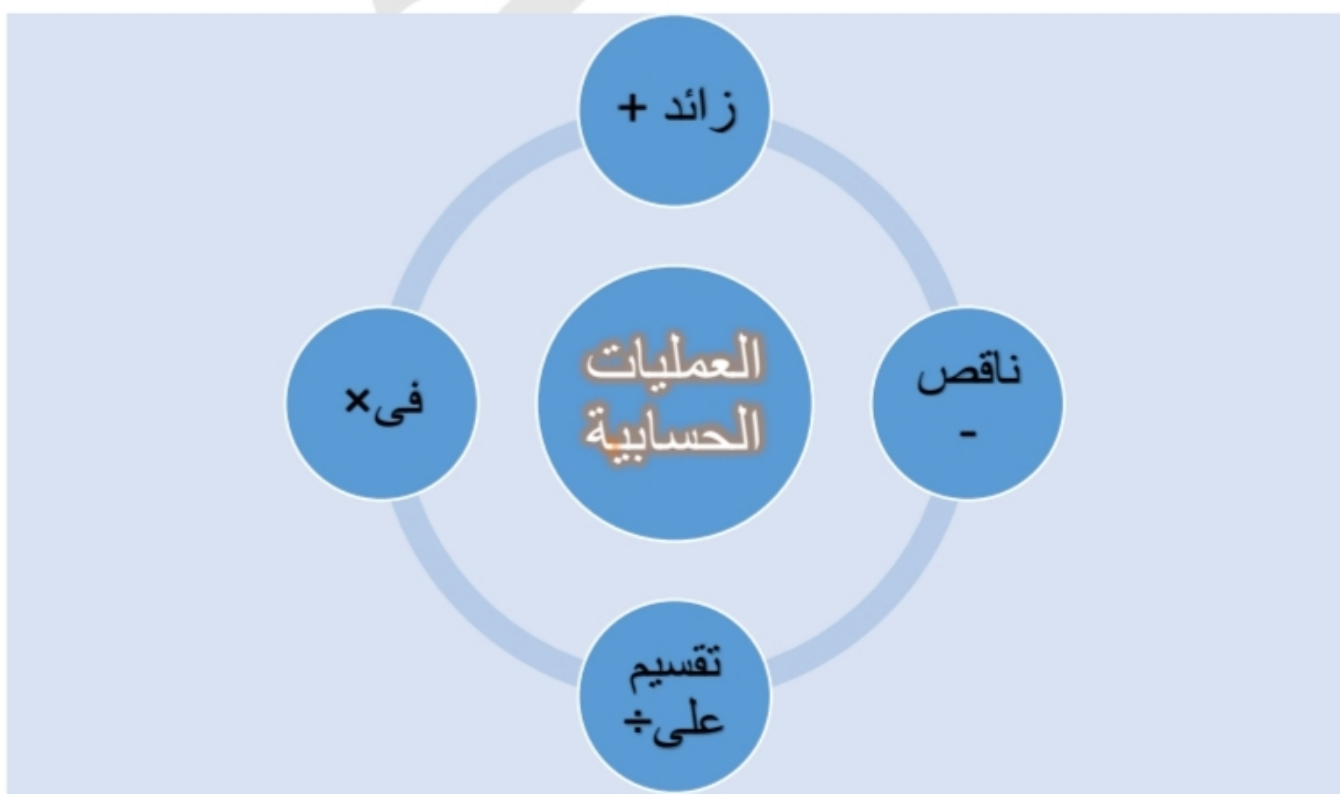 زائد +
العمليات
الحسابية
ناقص
-
فى×
تقسيم
على÷